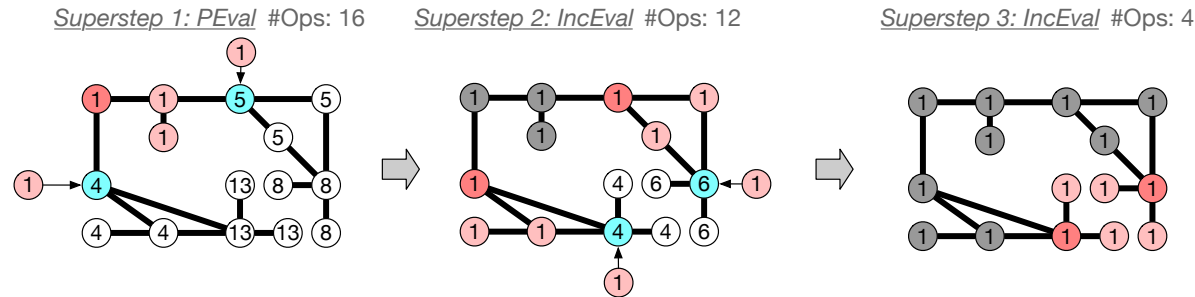 Superstep 1: PEval #Ops: 16
Superstep 2: IncEval #Ops: 12
Superstep 3: IncEval #Ops: 4
1
1 1 5 5
1 5
1 4 13 8 8
4 4 13 13 8
1 1 1 1
1 1
1 4 6 6 1
1 1 4 4 6
1
1 1 1 1
1 1
1 1 1 1
1 1 1 1 1